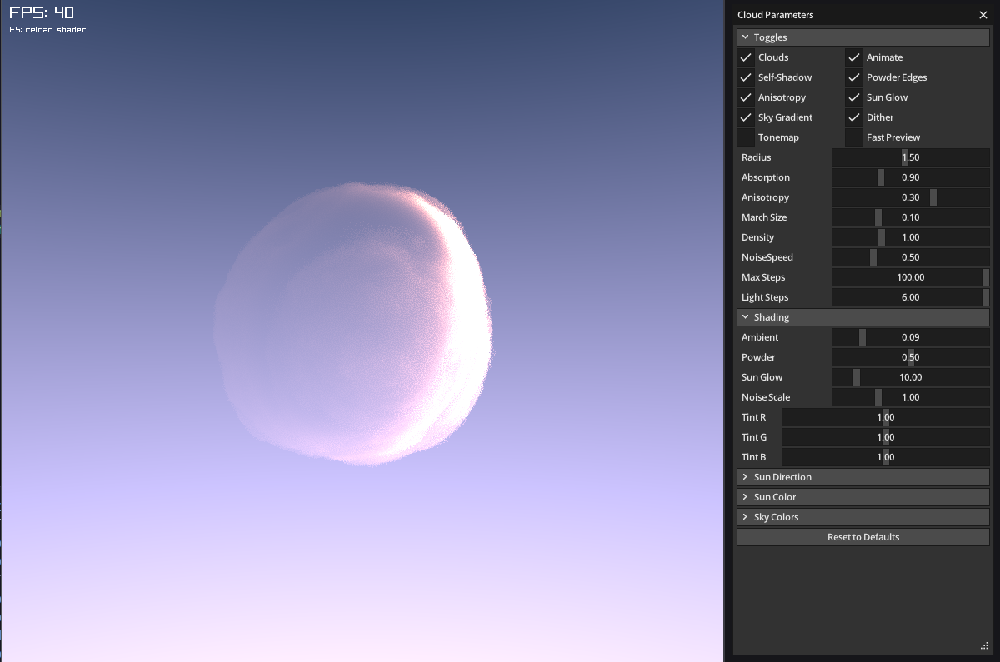 FPS: 40
F5: reload shader
Cloud Parameters
Toggles
Clouds Animate
Self-Shadow Powder Edges
Anisotropy Sun Glow
Sky Gradient Dither
Tonemap Fast Preview
Radius 1.50
Absorption 0.90
Anisotropy 0.30
March Size 0.10
Density 1.00
NoiseSpeed 0.50
Max Steps 100.00
Light Steps 6.00
Shading
Ambient 0.09
Powder 0.50
Sun Glow 10.00
Noise Scale 1.00
Tint R 1.00
Tint G 1.00
Tint B 1.00
Sun Direction
Sun Color
Sky Colors
Reset to Defaults